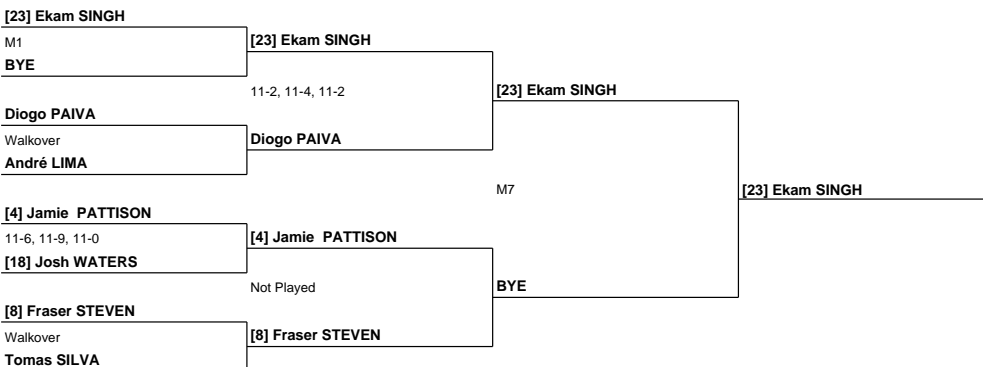 [23] Ekam SINGH
M1
BYE
[23] Ekam SINGH
11-2, 11-4, 11-2
[23] Ekam SINGH
Diogo PAIVA
Walkover
André LIMA
Diogo PAIVA
M7
[23] Ekam SINGH
[4] Jamie  PATTISON
11-6, 11-9, 11-0
[18] Josh WATERS
[4] Jamie  PATTISON
Not Played
BYE
[8] Fraser STEVEN
Walkover
Tomas SILVA
[8] Fraser STEVEN